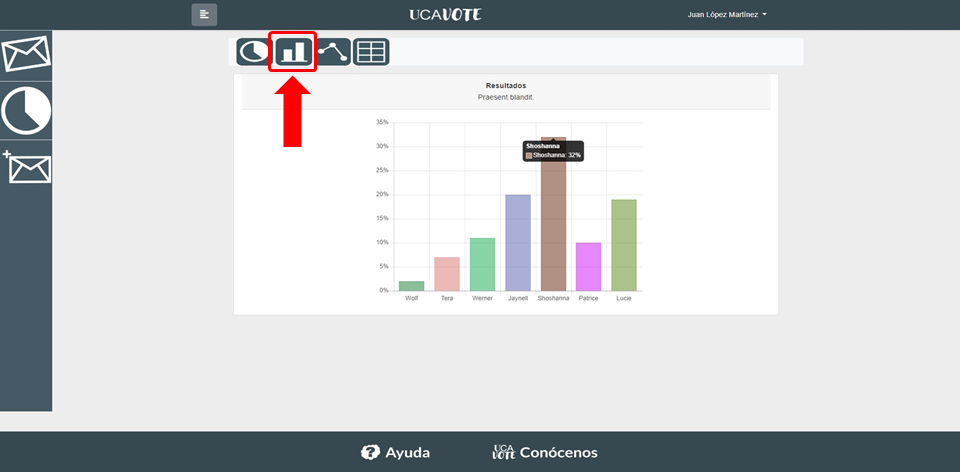 UCAVOTE
Juan López Martínez
Resultados
Praesent blandit.
35%
30%
25%
20%
15%
10%
5%
0%
Shoshanna
Shoshanna: 32%
Wolf Tera Werner Jaynell Shoshanna Patrice Lucie
? Ayuda
UCA
VOTE Conócenos